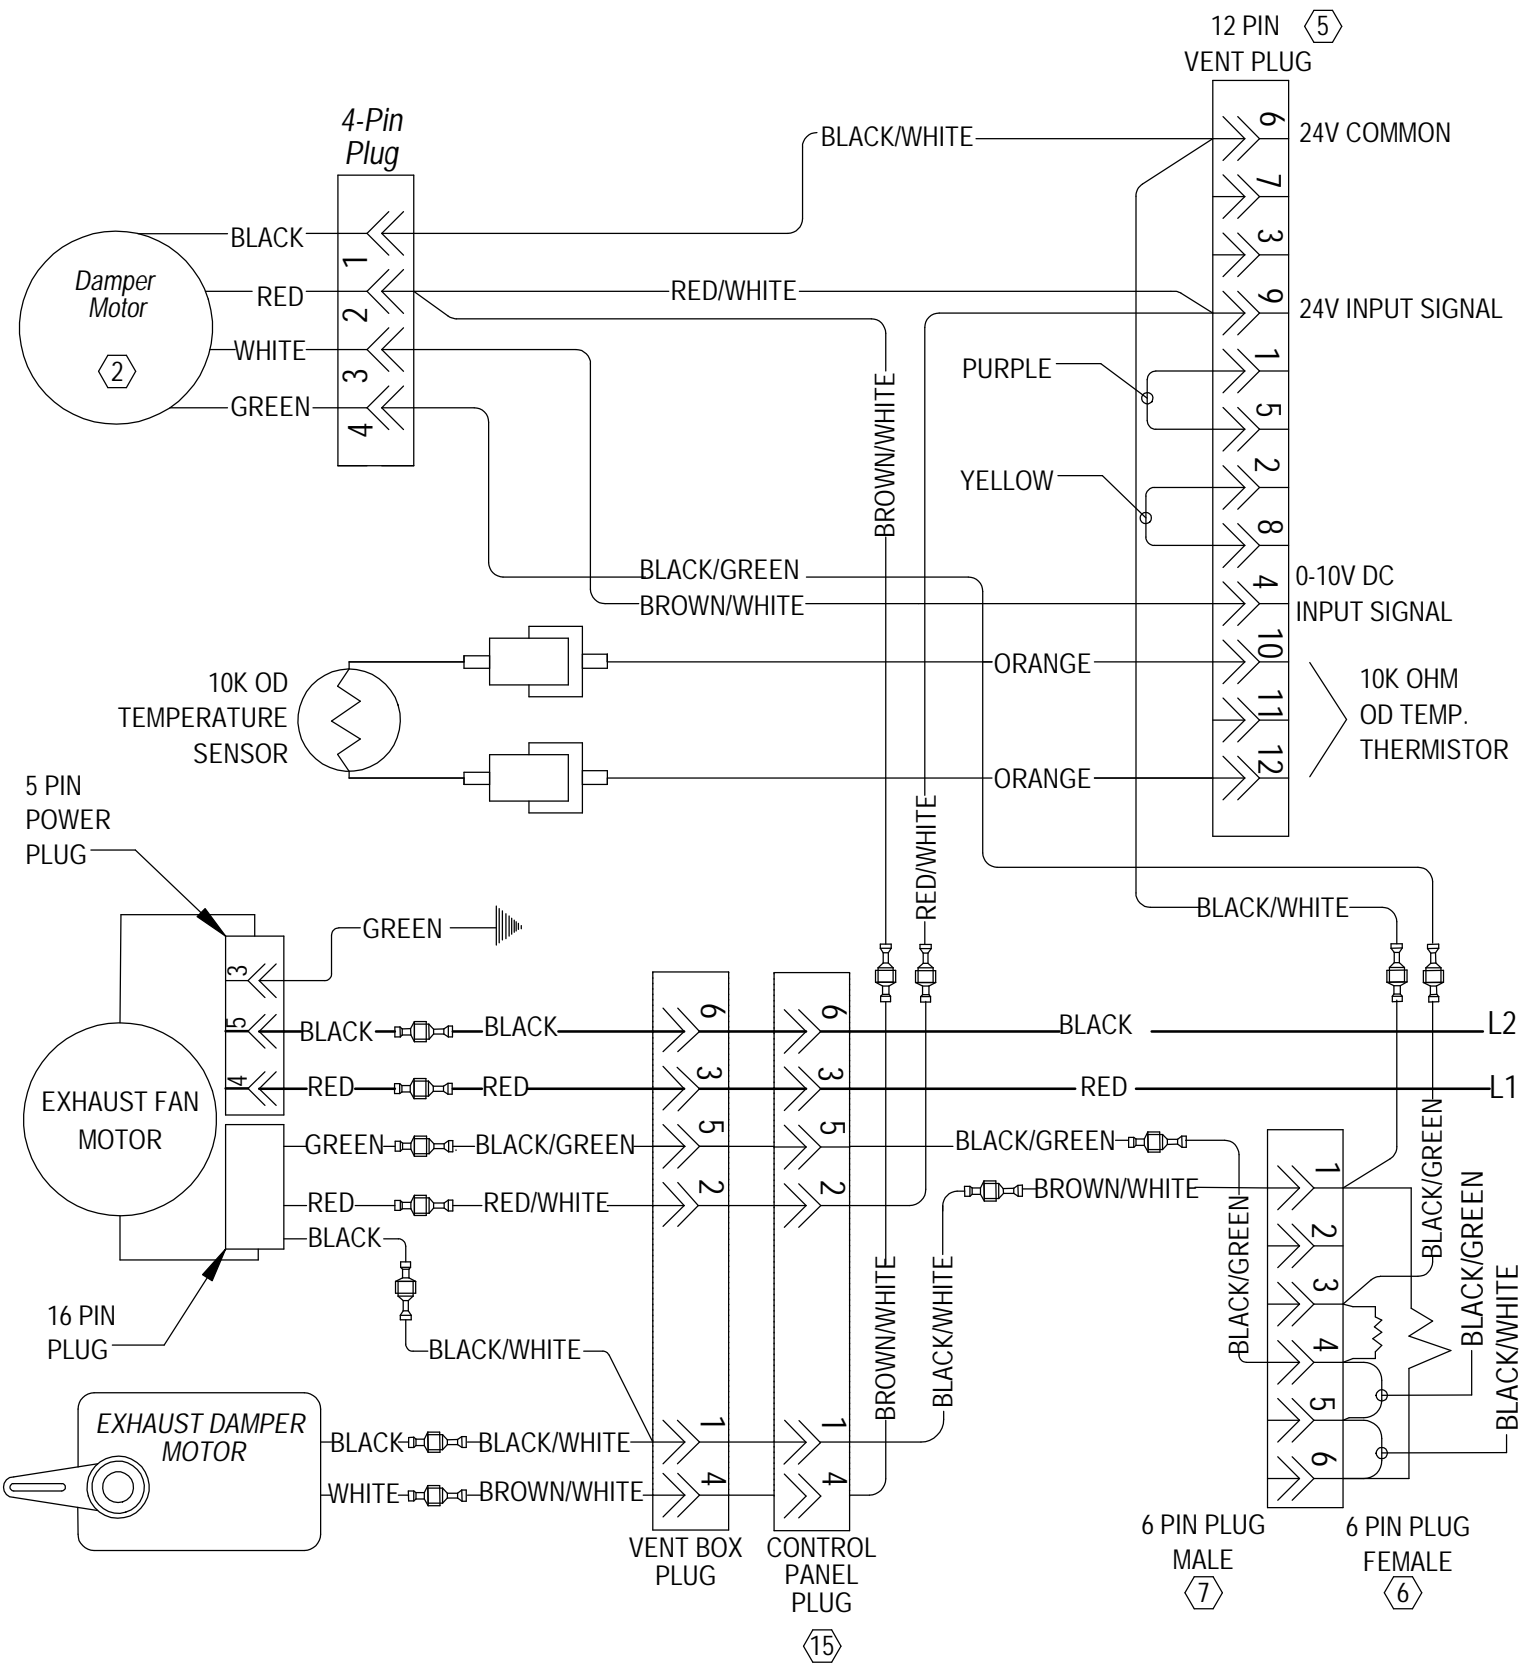 12 PIN
5
VENT PLUG
4-Pin
Plug
BLACK/WHITE
6
24V COMMON
7
BLACK
3
1
Damper
Motor
RED
RED/WHITE
9
24V INPUT SIGNAL
2
WHITE
2
PURPLE
1
3
GREEN
BROWN/WHITE
5
4
YELLOW
2
8
BLACK/GREEN
4
0-10V DC
INPUT SIGNAL
BROWN/WHITE
10K OD
TEMPERATURE
SENSOR
ORANGE
10
11
10K OHM
OD TEMP.
THERMISTOR
ORANGE
12
5 PIN
POWER
PLUG
RED/WHITE
GREEN
BLACK/WHITE
3
5
BLACK
BLACK
6
6
BLACK
L2
4
RED
RED
3
3
RED
L1
EXHAUST FAN
MOTOR
GREEN
BLACK/GREEN
5
5
BLACK/GREEN
BLACK/GREEN
RED
RED/WHITE
2
2
BROWN/WHITE
1
BLACK
2
BLACK/GREEN
BLACK/GREEN
BLACK/WHITE
16 PIN
PLUG
BLACK/WHITE
BROWN/WHITE
BLACK/WHITE
3
4
5
6
EXHAUST DAMPER
MOTOR
BLACK
BLACK/WHITE
1
1
WHITE
BROWN/WHITE
4
4
VENT BOX
PLUG
CONTROL
PANEL
PLUG
15
6 PIN PLUG
MALE
7
6 PIN PLUG
FEMALE
6